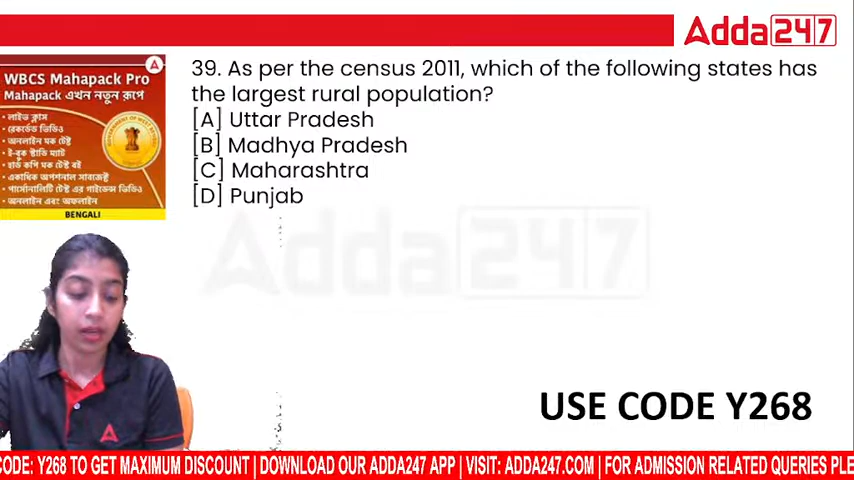 Adda247
39. As per the census 2011, which of the following states has
the largest rural population?
[A] Uttar Pradesh
[B] Madhya Pradesh
[C] Maharashtra
[D] Punjab
Adda247
WBCS Mahapack Pro
Mahapack এখন নতুন রূপে
• লাইভ ক্লাস
• রেকর্ডেড ভিডিও
• অনলাইন মক টেস্ট
• ই-বুক স্টাডি ম্যাট
• হার্ড কপি মক টেস্ট বই
• একাধিক অপশনাল সাবজেক্ট
• পার্সোনালিটি টেস্ট এর গাইডেন্স ভিডিও
• অনলাইন এবং অফলাইন
BENGALI
USE CODE Y268
CODE: Y268 TO GET MAXIMUM DISCOUNT | DOWNLOAD OUR ADDA247 APP | VISIT: ADDA247.COM | FOR ADMISSION RELATED QUERIES PLE